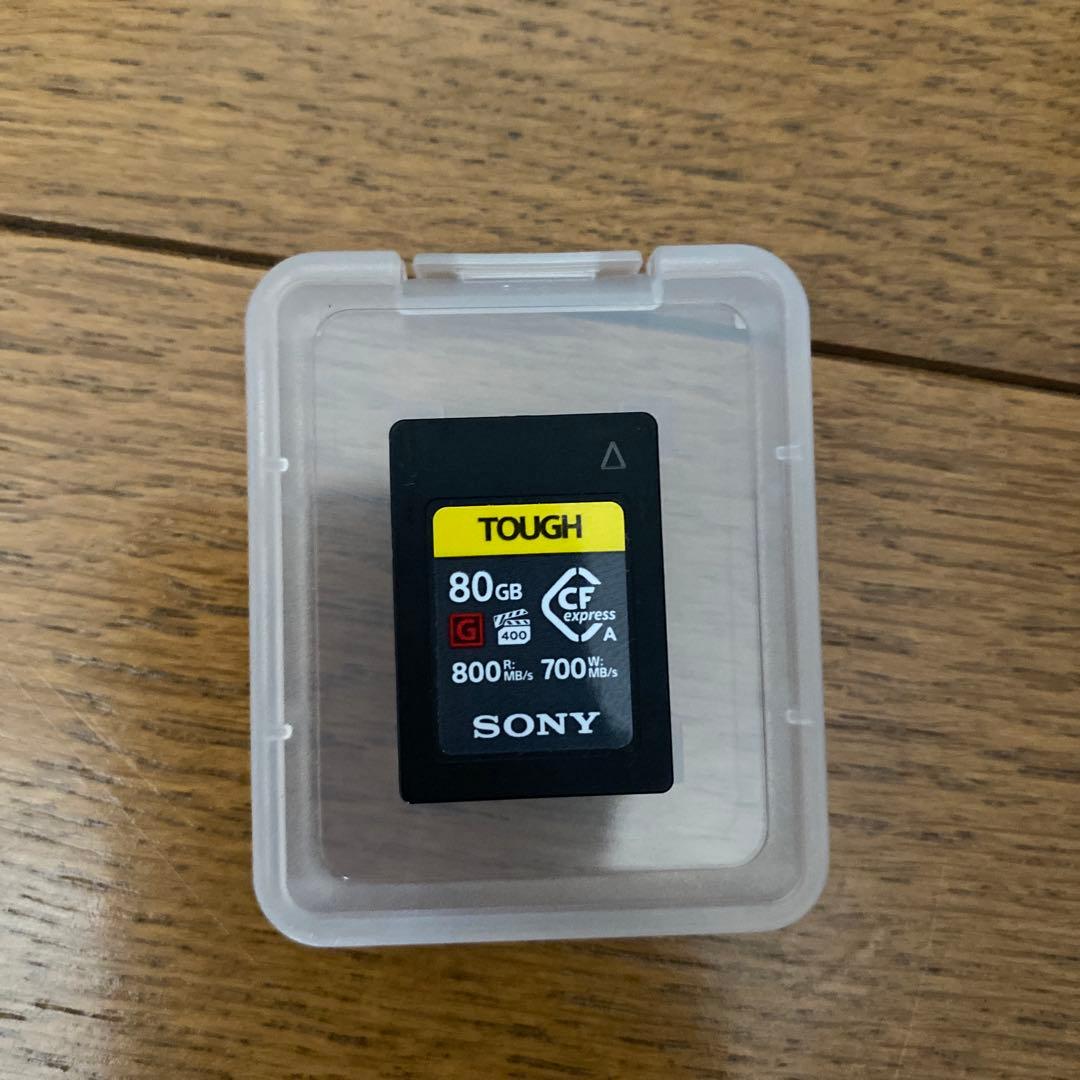 TOUGH
80GB
CF
express
A
G
400
800 R: MB/s 700 W: MB/s
SONY